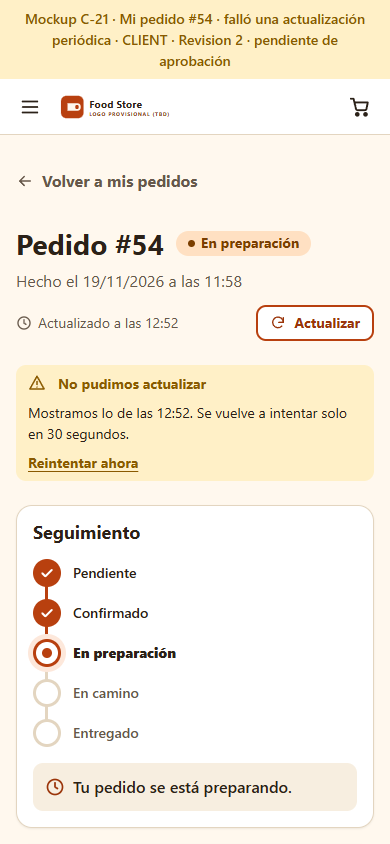 Mockup C-21 · Mi pedido #54 · falló una actualización
periódica · CLIENT · Revision 2 · pendiente de
aprobación
Food Store
LOGO PROVISIONAL (TBD)
Volver a mis pedidos
Pedido #54
En preparación
Hecho el 19/11/2026 a las 11:58
Actualizado a las 12:52
Actualizar
No pudimos actualizar
Mostramos lo de las 12:52. Se vuelve a intentar solo
en 30 segundos.
Reintentar ahora
Seguimiento
Pendiente
Confirmado
En preparación
En camino
Entregado
Tu pedido se está preparando.